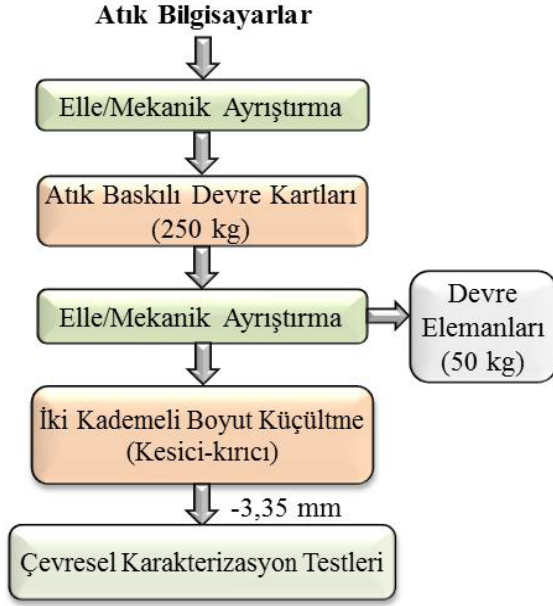 Atık Bilgisayarlar
Elle/Mekanik Ayrıştırma
Atık Baskılı Devre Kartları
(250 kg)
Elle/Mekanik Ayrıştırma
Devre
Elemanları
(50 kg)
İki Kademeli Boyut Küçültme
(Kesici-kırıcı)
-3,35 mm
Çevresel Karakterizasyon Testleri